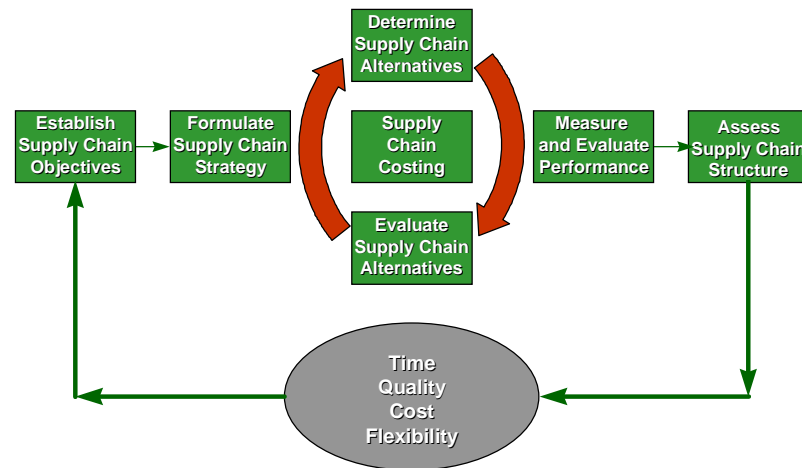 Determine
Supply Chain
Alternatives
Establish
Supply Chain
Objectives
Formulate
Supply Chain
Strategy
Supply
Chain
Costing
Measure
and Evaluate
Performance
Assess
Supply Chain
Structure
Evaluate
Supply Chain
Alternatives
Time
Quality
Cost
Flexibility